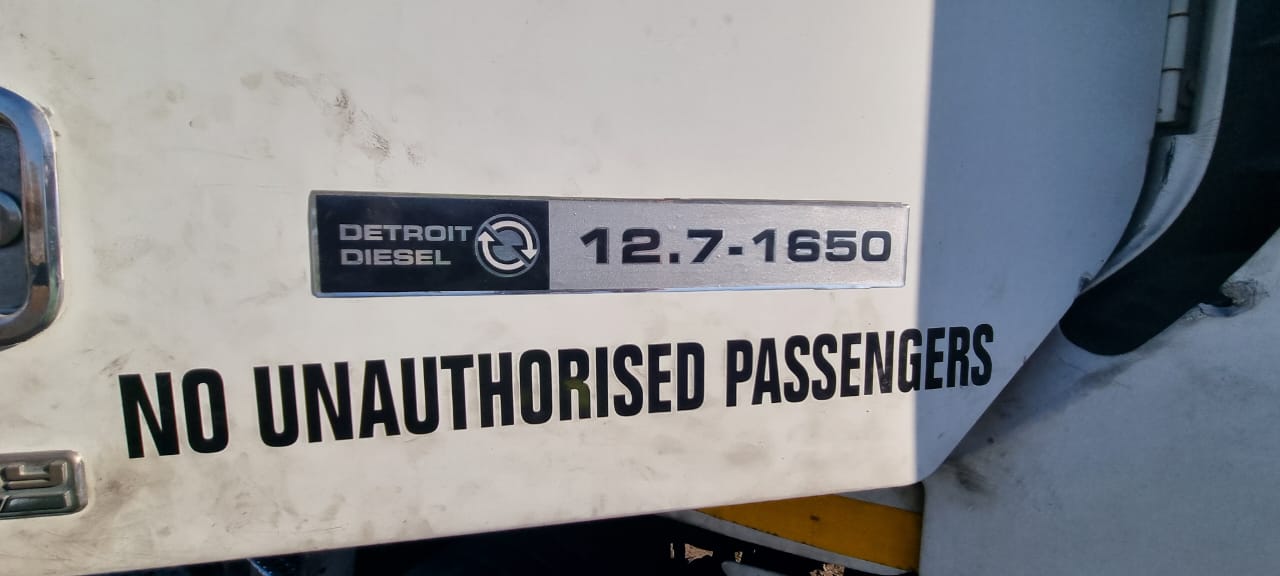 DETROIT
DIESEL
12.7-1650
NO UNAUTHORISED PASSENGERS